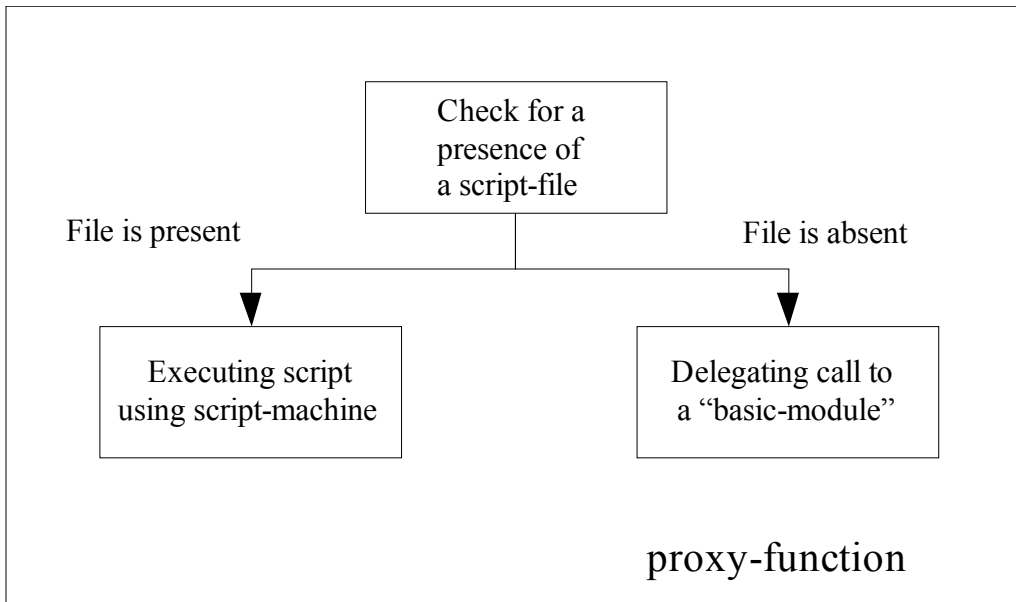 Check for a
presence of
a script-file
File is present
File is absent
Executing script
using script-machine
Delegating call to
a “basic-module”
proxy-function